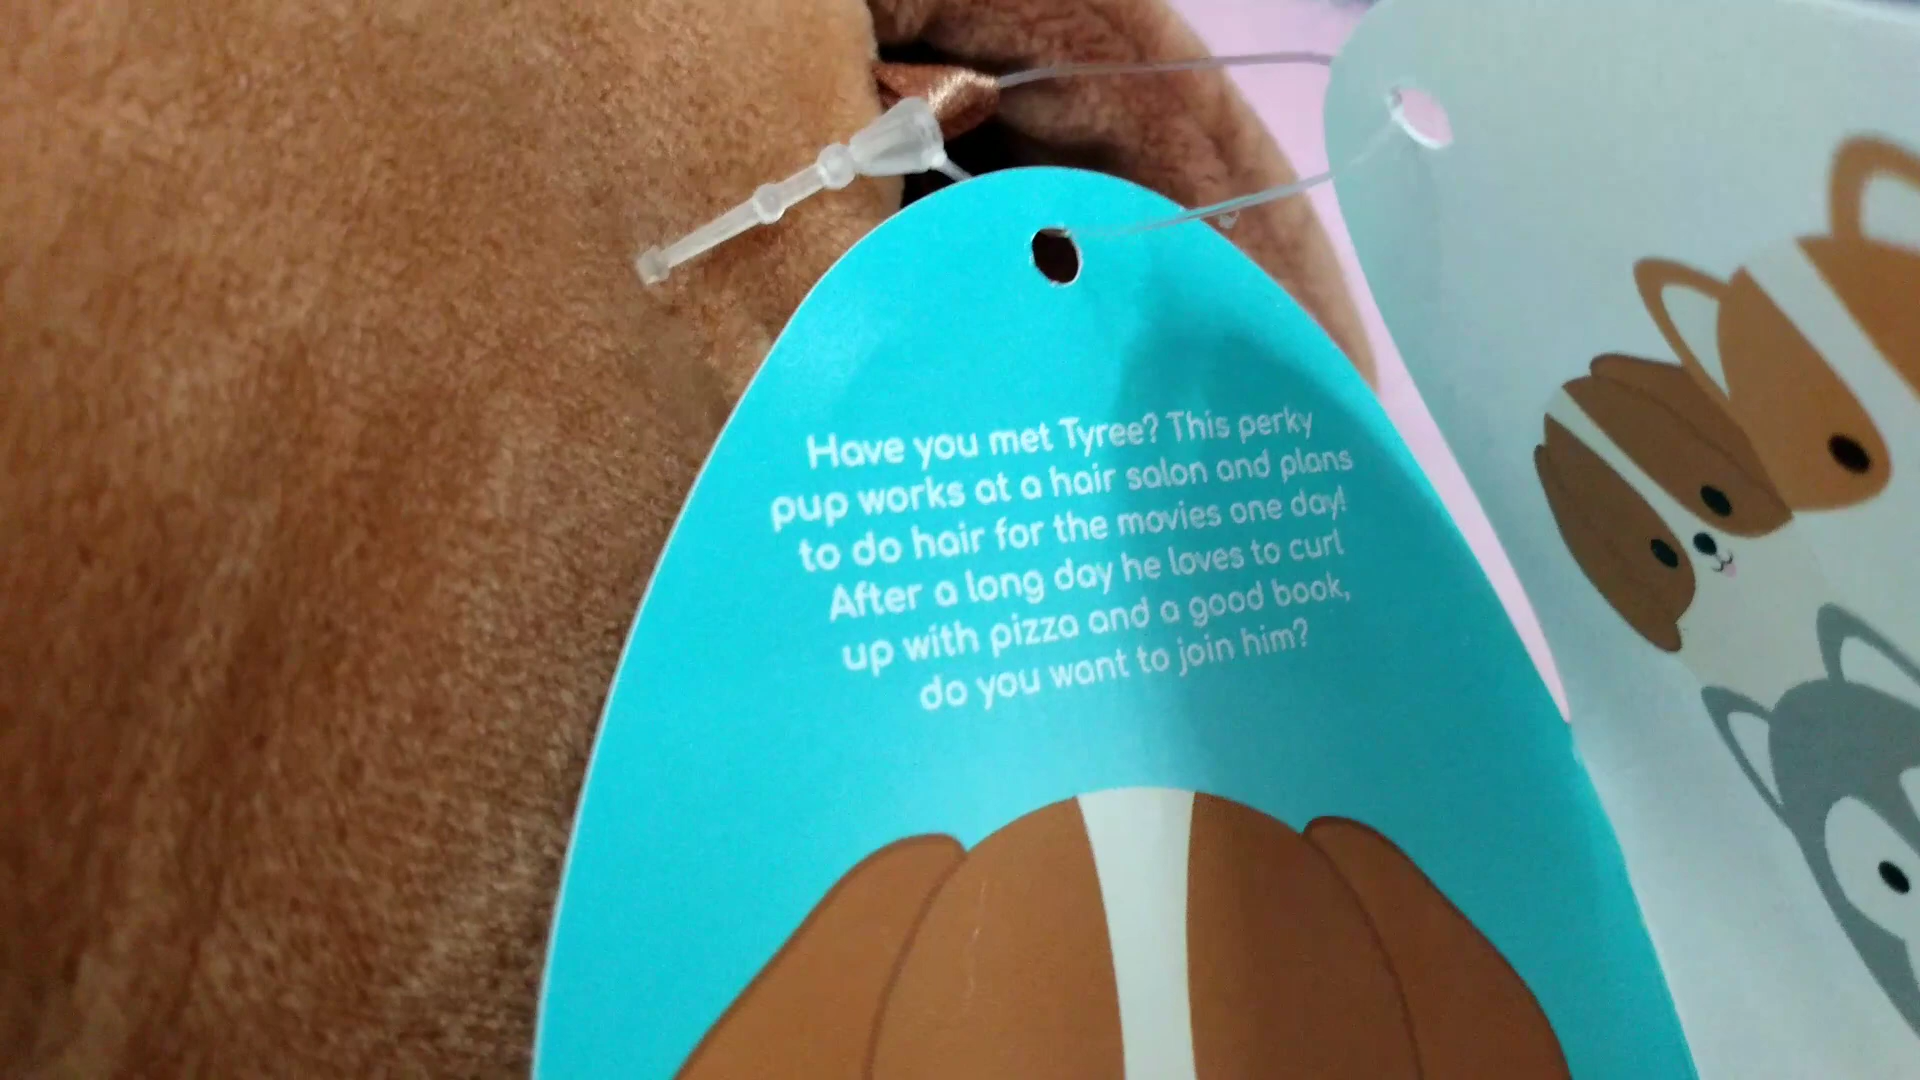 Have you met Tyree? This perky
pup works at a hair salon and plans
to do hair for the movies one day!
After a long day he loves to curl
up with pizza and a good book,
do you want to join him?